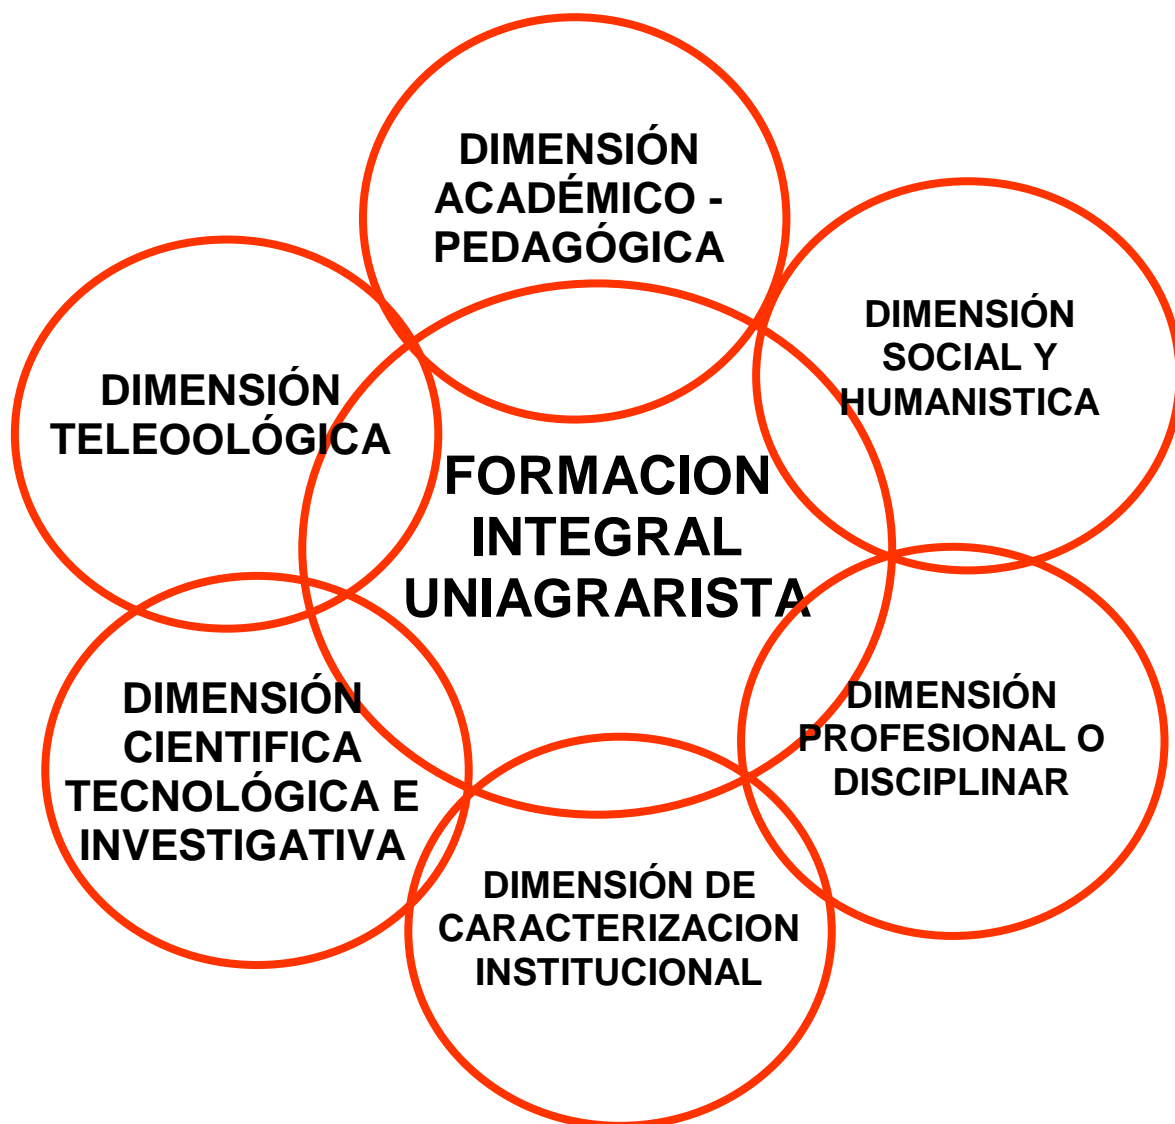 DIMENSIÓN
ACADÉMICO -
PEDAGÓGICA
DIMENSIÓN
SOCIAL Y
HUMANISTICA
DIMENSIÓN
TELEOOLÓGICA
FORMACION
INTEGRAL
UNIAGRARISTA
DIMENSIÓN
CIENTIFICA
TECNOLÓGICA E
INVESTIGATIVA
DIMENSIÓN
PROFESIONAL O
DISCIPLINAR
DIMENSIÓN DE
CARACTERIZACION
INSTITUCIONAL